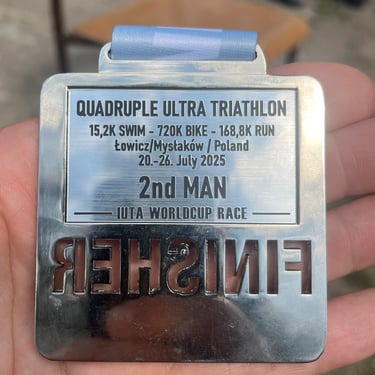 QUADRUPLE ULTRA TRIATHLON
15,2K SWIM - 720K BIKE - 168,8K RUN
Łowicz/Mysłaków / Poland
20.-26. July 2025
2nd MAN
IUTA WORLDCUP RACE
FINISHER